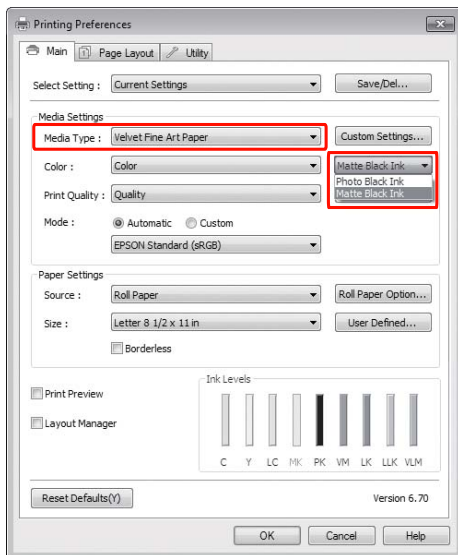 Printing Preferences
Main Page Layout Utility
Select Setting : Current Settings Save/Del...
Media Settings
Media Type : Velvet Fine Art Paper Custom Settings...
Color : Color Matte Black Ink
Photo Black Ink
Print Quality : Quality Matte Black Ink
Mode : Automatic Custom
EPSON Standard (sRGB)
Paper Settings
Source : Roll Paper Roll Paper Option...
Size : Letter 8 1/2 x 11 in User Defined...
Borderless
Ink Levels
Print Preview
Layout Manager
C Y LC MK PK VM LK LLK VLM
Reset Defaults(Y) Version 6.70
OK Cancel Help